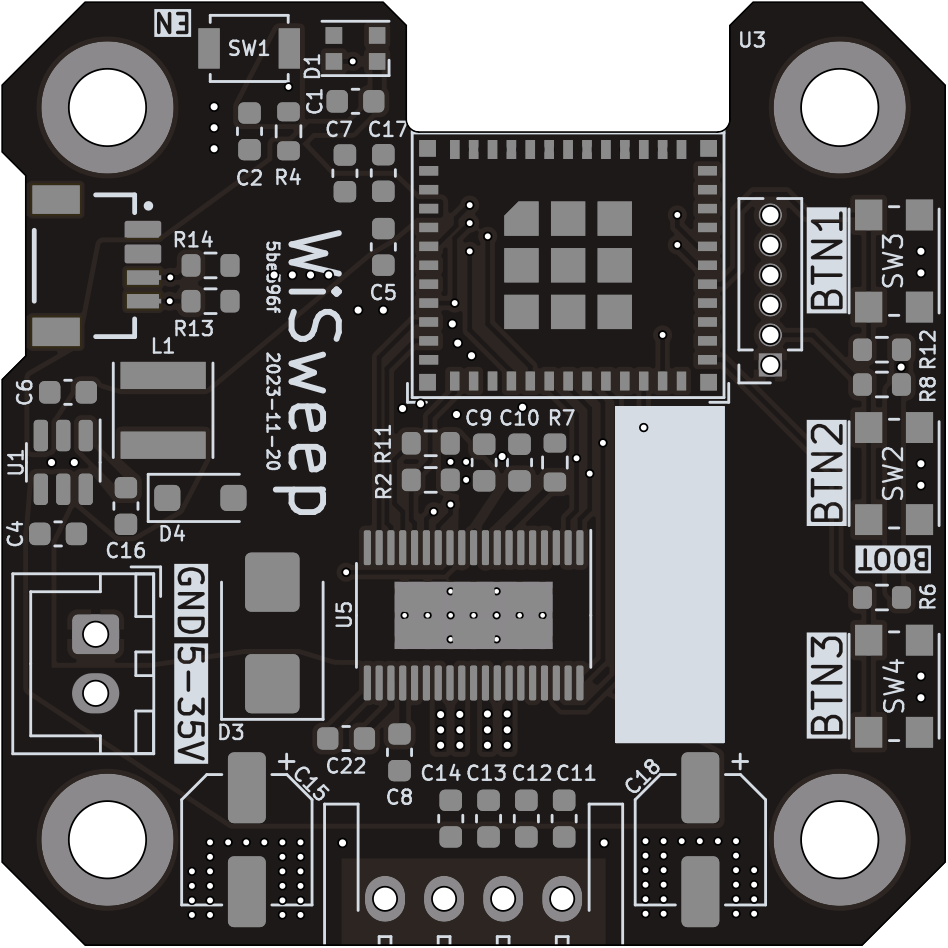 EN
SW1
D1
U3
C1
C7
C17
C2
R4
R14
R13
C5
WiSweep
5be596f
2023-11-20
BTN1
SW3
L1
C6
R12
R8
U1
C9
C10
R7
R11
R2
C4
C16
D4
BTN2
SW2
BOOT
R6
GND
5-35V
U5
D3
BTN3
SW4
C22
C8
C14
C13
C12
C11
+
C15
C18
+